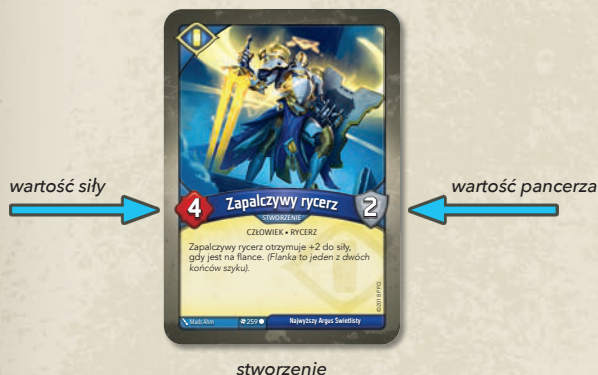 wartość siły
wartość pancerza
4
Zapalczywy rycerz
2
STWORZENIE
CZŁOWIEK • RYCERZ
Zapalczywy rycerz otrzymuje +2 do siły,
gdy jest na flance. (Flanka to jeden z dwóch
końców szyku).
©2018 FFG
Mads Ahm
259
Najwyższy Argus Świetlisty
stworzenie